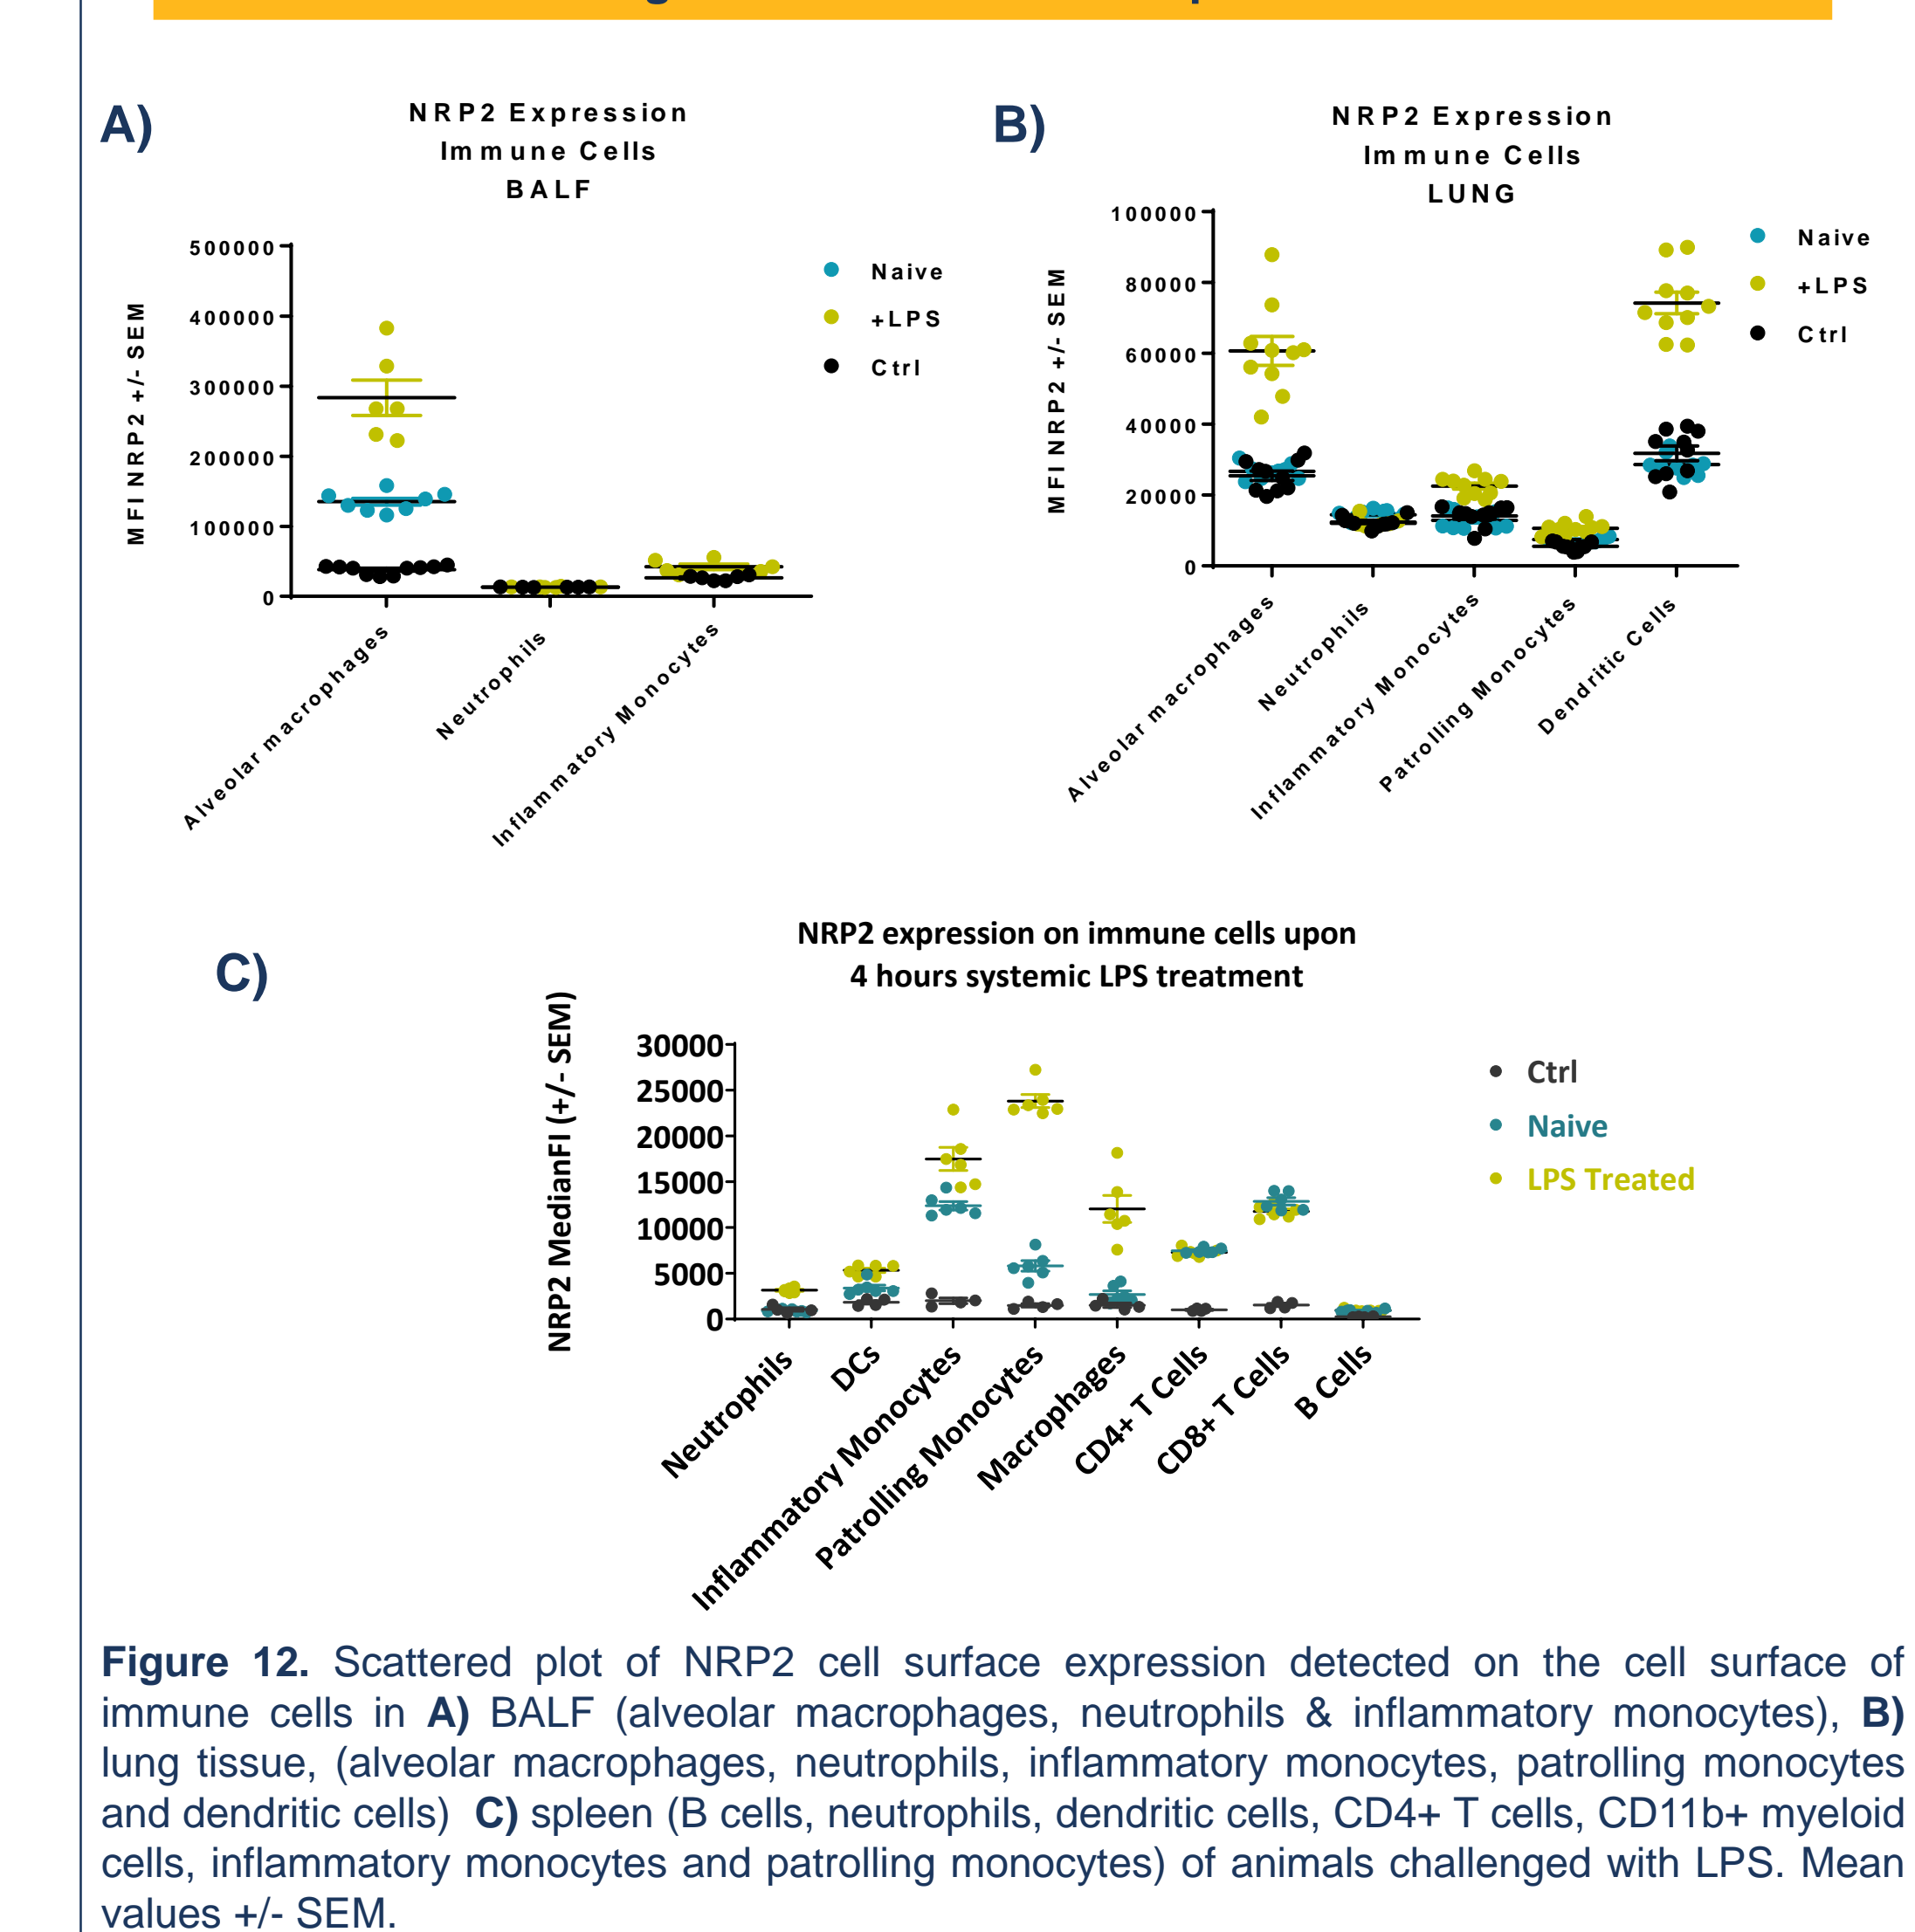 A)
NRP2 Expression
Immune Cells
BALF
MFI NRP2 +/- SEM
500000
400000
300000
200000
100000
0
Alveolar macrophages
Neutrophils
Inflammatory Monocytes
Naive
+LPS
Ctrl
B)
NRP2 Expression
Immune Cells
LUNG
MFI NRP2 +/- SEM
100000
80000
60000
40000
20000
0
Alveolar macrophages
Neutrophils
Inflammatory Monocytes
Patrolling Monocytes
Dendritic Cells
Naive
+LPS
Ctrl
C)
NRP2 expression on immune cells upon
4 hours systemic LPS treatment
NRP2 MedianFI (+/- SEM)
30000
25000
20000
15000
10000
5000
0
Neutrophils
DCs
Inflammatory Monocytes
Patrolling Monocytes
Macrophages
CD4+ T Cells
CD8+ T Cells
B Cells
Ctrl
Naive
LPS Treated
Figure 12. Scattered plot of NRP2 cell surface expression detected on the cell surface of
immune cells in A) BALF (alveolar macrophages, neutrophils & inflammatory monocytes), B)
lung tissue, (alveolar macrophages, neutrophils, inflammatory monocytes, patrolling monocytes
and dendritic cells) C) spleen (B cells, neutrophils, dendritic cells, CD4+ T cells, CD11b+ myeloid
cells, inflammatory monocytes and patrolling monocytes) of animals challenged with LPS. Mean
values +/- SEM.